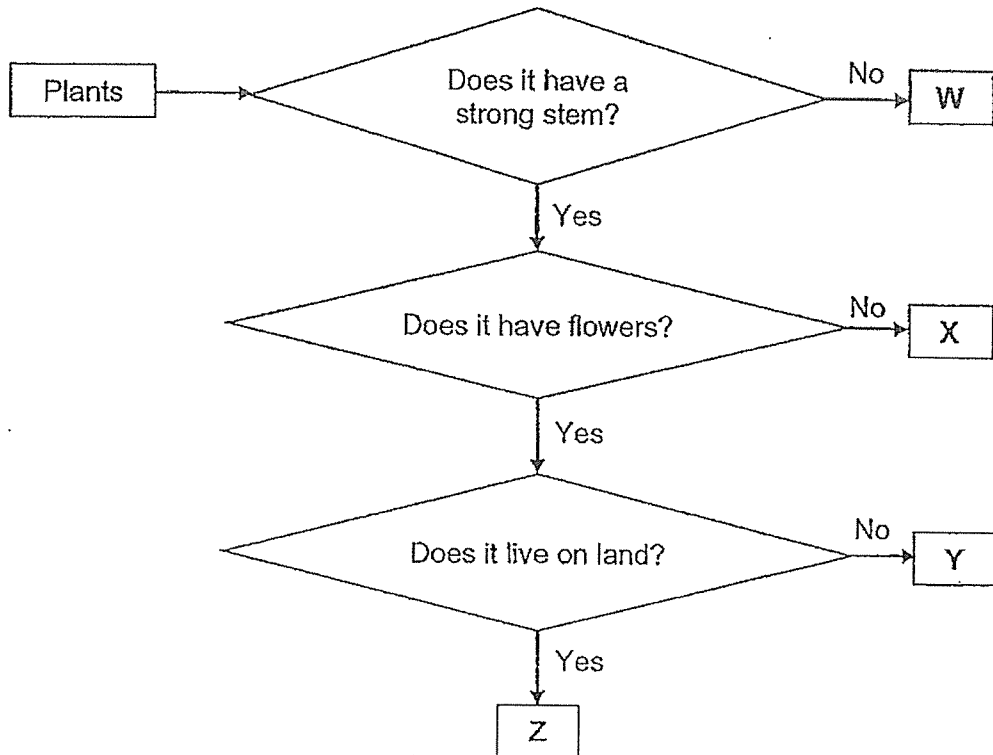 Plants
Does it have a
strong stem?
No
W
Yes
Does it have flowers?
No
X
Yes
Does it live on land?
No
Y
Yes
Z